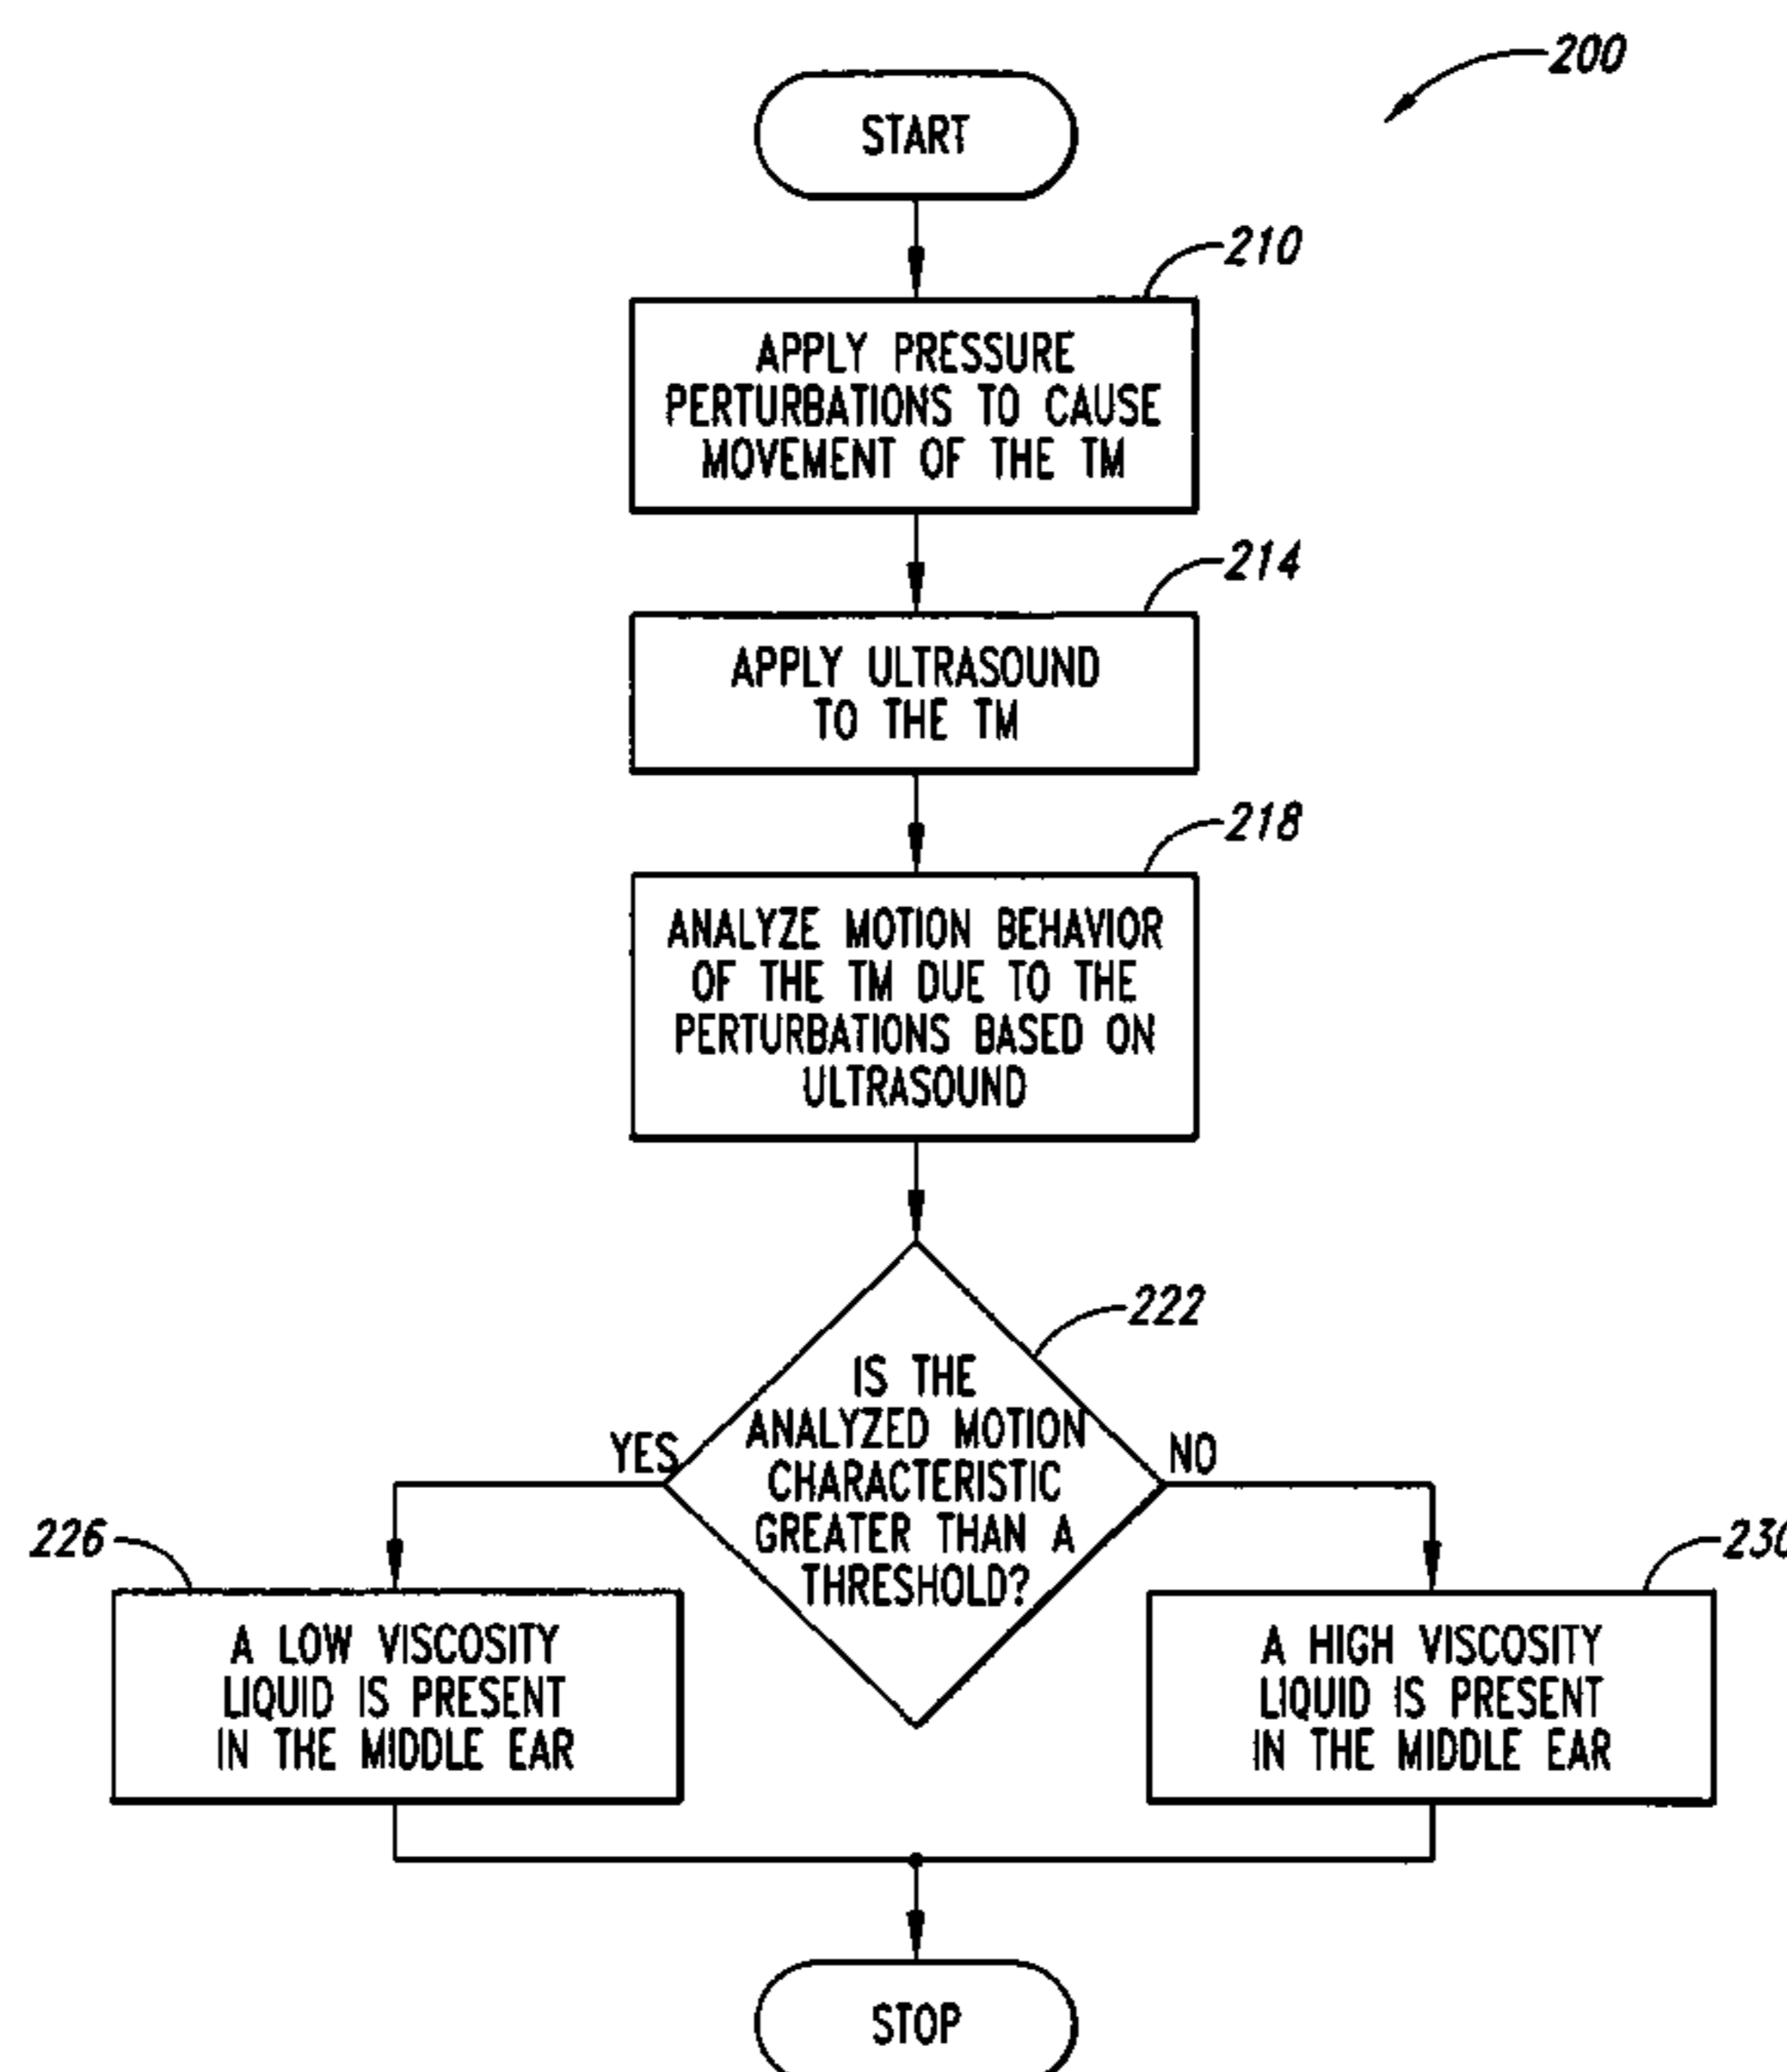 200
START
210
APPLY PRESSURE
PERTURBATIONS TO CAUSE
MOVEMENT OF THE TM
214
APPLY ULTRASOUND
TO THE TM
218
ANALYZE MOTION BEHAVIOR
OF THE TM DUE TO THE
PERTURBATIONS BASED ON
ULTRASOUND
222
IS THE
ANALYZED MOTION
CHARACTERISTIC
GREATER THAN A
THRESHOLD?
YES
NO
226
A LOW VISCOSITY
LIQUID IS PRESENT
IN THE MIDDLE EAR
230
A HIGH VISCOSITY
LIQUID IS PRESENT
IN THE MIDDLE EAR
STOP